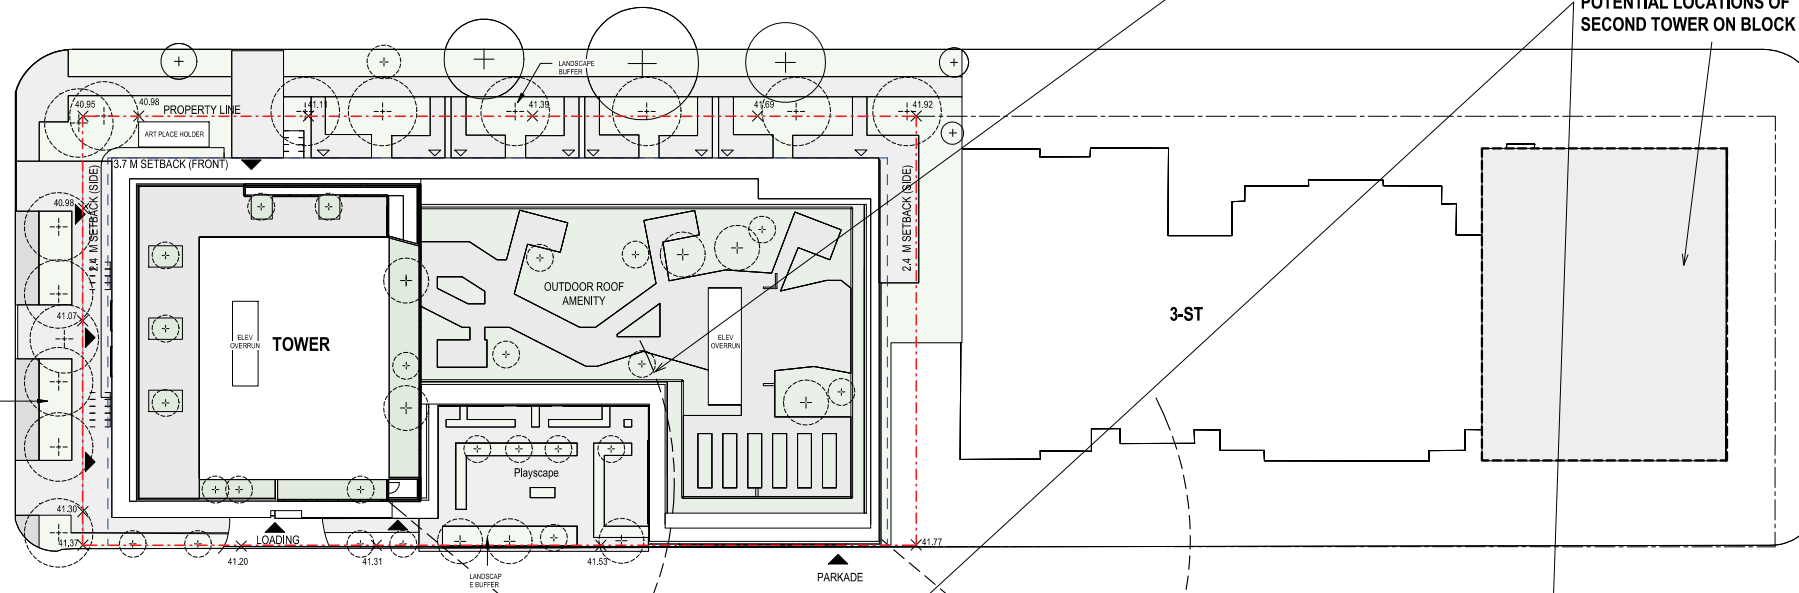 POTENTIAL LOCATIONS OF
SECOND TOWER ON BLOCK
LANDSCAPE
BUFFER
40.95
40.98
PROPERTY LINE
41.11
41.39
41.69
41.92
ART PLACE HOLDER
3.7 M SETBACK (FRONT)
40.98
2.4 M SETBACK (SIDE)
2.4 M SETBACK (SIDE)
OUTDOOR ROOF
AMENITY
41.07
ELEV
OVERRUN
TOWER
ELEV
OVERRUN
3-ST
Playscape
41.30
41.37
LOADING
41.20
41.31
41.53
41.77
LANDSCAP
E BUFFER
PARKADE